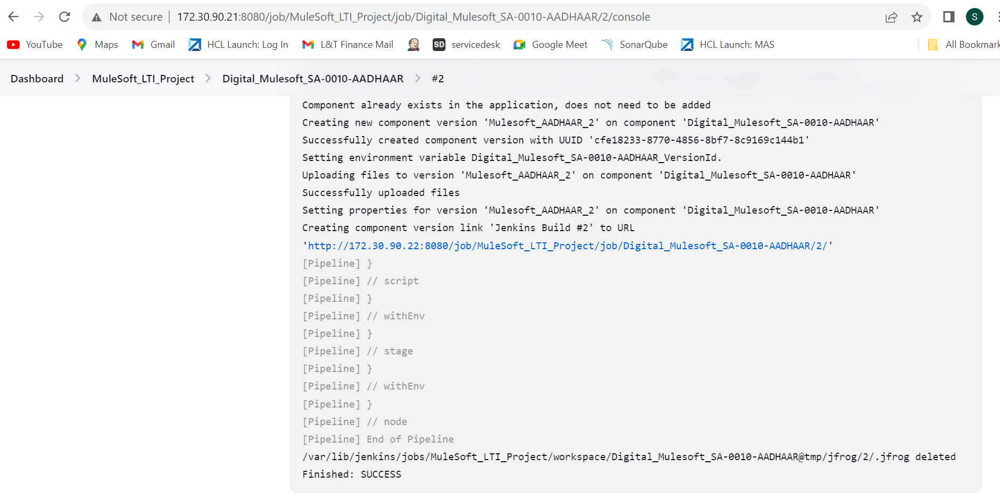 Not secure 172.30.90.21:8080/job/MuleSoft_LTI_Project/job/Digital_Mulesoft_SA-0010-AADHAAR/2/console S
YouTube Maps Gmail HCL Launch: Log In L&T Finance Mail SD servicedesk Google Meet SonarQube HCL Launch: MAS All Bookmark
Dashboard MuleSoft_LTI_Project Digital_Mulesoft_SA-0010-AADHAAR #2
Component already exists in the application, does not need to be added
Creating new component version 'Mulesoft_AADHAAR_2' on component 'Digital_Mulesoft_SA-0010-AADHAAR'
Successfully created component version with UUID 'cfe18233-8770-4856-8bf7-8c9169c144b1'
Setting environment variable Digital_Mulesoft_SA-0010-AADHAAR_VersionId.
Uploading files to version 'Mulesoft_AADHAAR_2' on component 'Digital_Mulesoft_SA-0010-AADHAAR'
Successfully uploaded files
Setting properties for version 'Mulesoft_AADHAAR_2' on component 'Digital_Mulesoft_SA-0010-AADHAAR'
Creating component version link 'Jenkins Build #2' to URL
'http://172.30.90.22:8080/job/MuleSoft_LTI_Project/job/Digital_Mulesoft_SA-0010-AADHAAR/2/'
[Pipeline] }
[Pipeline] // script
[Pipeline] }
[Pipeline] // withEnv
[Pipeline] }
[Pipeline] // stage
[Pipeline] }
[Pipeline] // withEnv
[Pipeline] }
[Pipeline] // node
[Pipeline] End of Pipeline
/var/lib/jenkins/jobs/MuleSoft_LTI_Project/workspace/Digital_Mulesoft_SA-0010-AADHAAR@tmp/jfrog/2/.jfrog deleted
Finished: SUCCESS